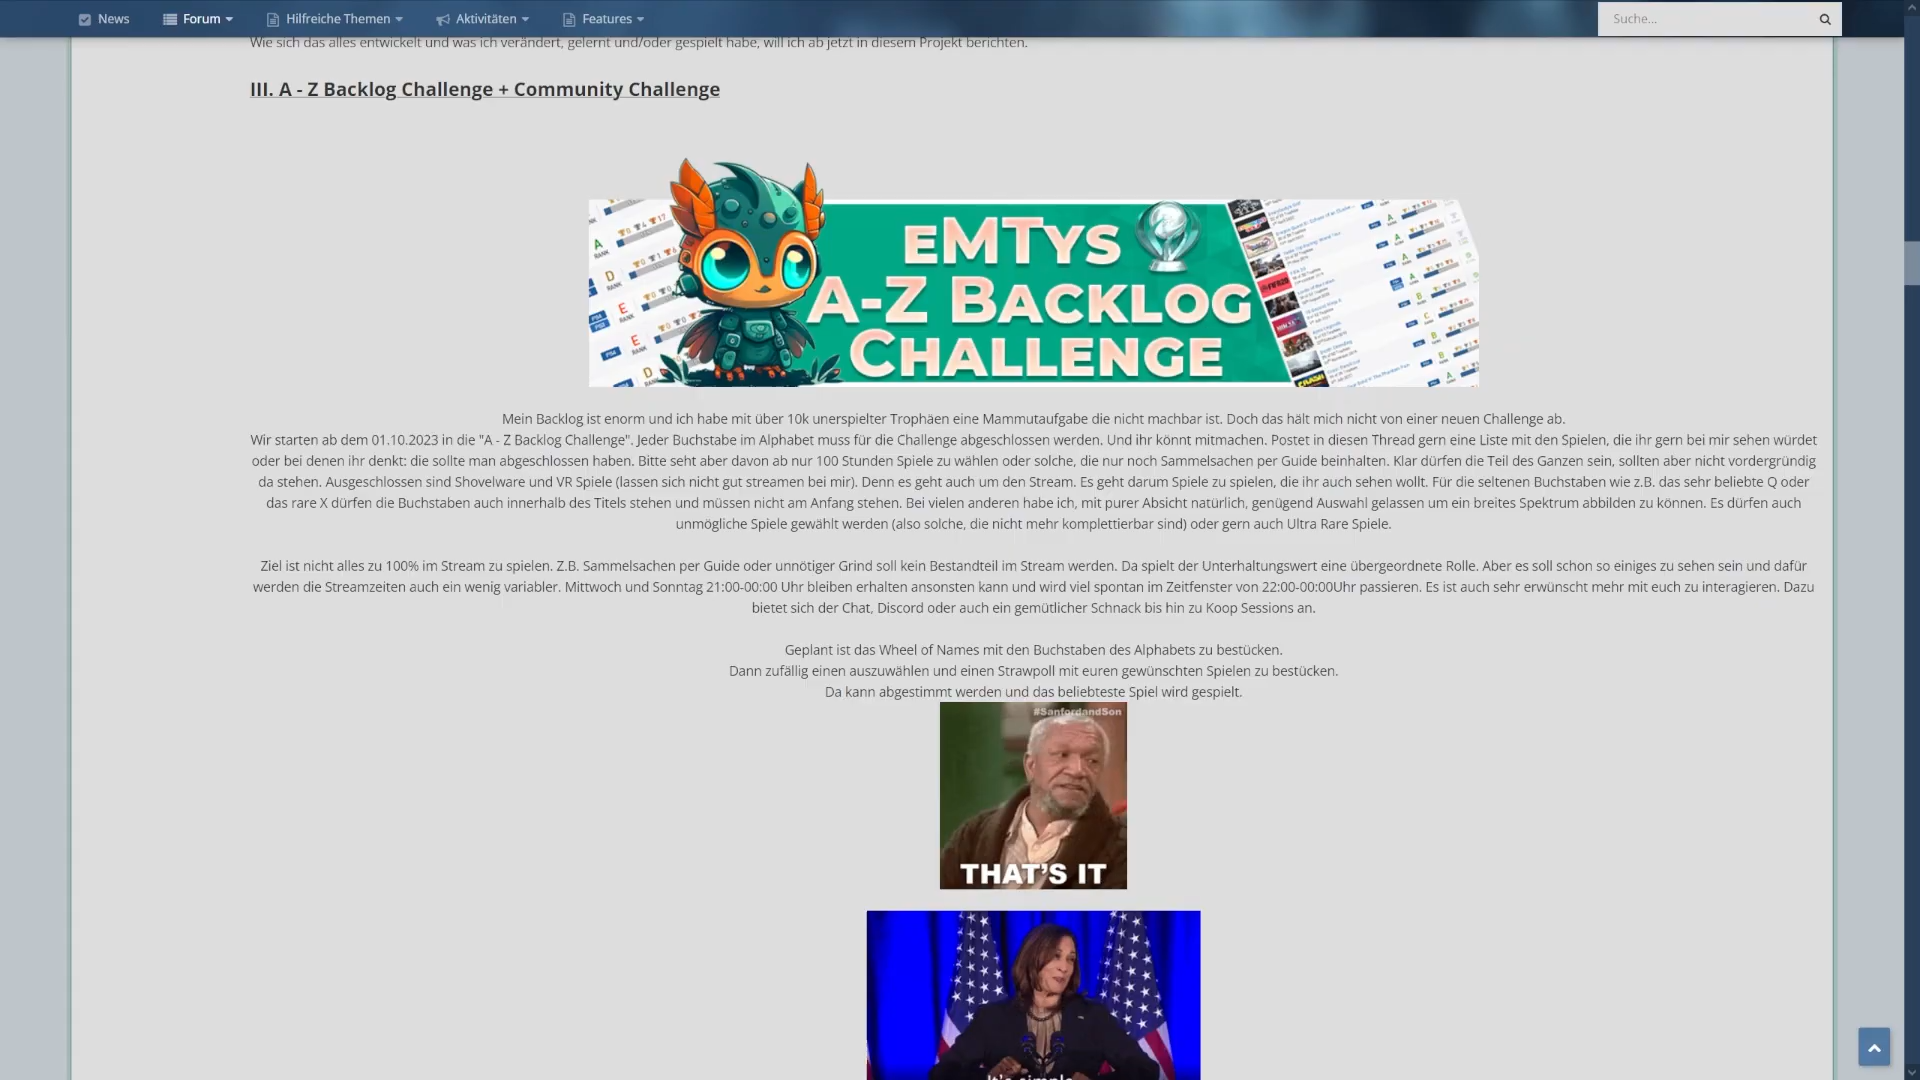 News
Forum
Hilfreiche Themen
Aktivitäten
Features
Suche...
Wie sich das alles entwickelt und was ich verändert, gelernt und/oder gespielt habe, will ich ab jetzt in diesem Projekt berichten.
III. A - Z Backlog Challenge + Community Challenge
EMTYS
A-Z BACKLOG
CHALLENGE
Mein Backlog ist enorm und ich habe mit über 10k unerspielter Trophäen eine Mammutaufgabe die nicht machbar ist. Doch das hält mich nicht von einer neuen Challenge ab.
Wir starten ab dem 01.10.2023 in die "A - Z Backlog Challenge". Jeder Buchstabe im Alphabet muss für die Challenge abgeschlossen werden. Und ihr könnt mitmachen. Postet in diesen Thread gern eine Liste mit den Spielen, die ihr gern bei mir sehen würdet
oder bei denen ihr denkt: die sollte man abgeschlossen haben. Bitte seht aber davon ab nur 100 Stunden Spiele zu wählen oder solche, die nur noch Sammelsachen per Guide beinhalten. Klar dürfen die Teil des Ganzen sein, sollten aber nicht vordergründig
da stehen. Ausgeschlossen sind Shovelware und VR Spiele (lassen sich nicht gut streamen bei mir). Denn es geht auch um den Stream. Es geht darum Spiele zu spielen, die ihr auch sehen wollt. Für die seltenen Buchstaben wie z.B. das sehr beliebte Q oder
das rare X dürfen die Buchstaben auch innerhalb des Titels stehen und müssen nicht am Anfang stehen. Bei vielen anderen habe ich, mit purer Absicht natürlich, genügend Auswahl gelassen um ein breites Spektrum abbilden zu können. Es dürfen auch
unmögliche Spiele gewählt werden (also solche, die nicht mehr komplettierbar sind) oder gern auch Ultra Rare Spiele.
Ziel ist nicht alles zu 100% im Stream zu spielen. Z.B. Sammelsachen per Guide oder unnötiger Grind soll kein Bestandteil im Stream werden. Da spielt der Unterhaltungswert eine übergeordnete Rolle. Aber es soll schon so einiges zu sehen sein und dafür
werden die Streamzeiten auch ein wenig variabler. Mittwoch und Sonntag 21:00-00:00 Uhr bleiben erhalten ansonsten kann und wird viel spontan im Zeitfenster von 22:00-00:00Uhr passieren. Es ist auch sehr erwünscht mehr mit euch zu interagieren. Dazu
bietet sich der Chat, Discord oder auch ein gemütlicher Schnack bis hin zu Koop Sessions an.
Geplant ist das Wheel of Names mit den Buchstaben des Alphabets zu bestücken.
Dann zufällig einen auszuwählen und einen Strawpoll mit euren gewünschten Spielen zu bestücken.
Da kann abgestimmt werden und das beliebteste Spiel wird gespielt.
#SanfordandSon
THAT'S IT